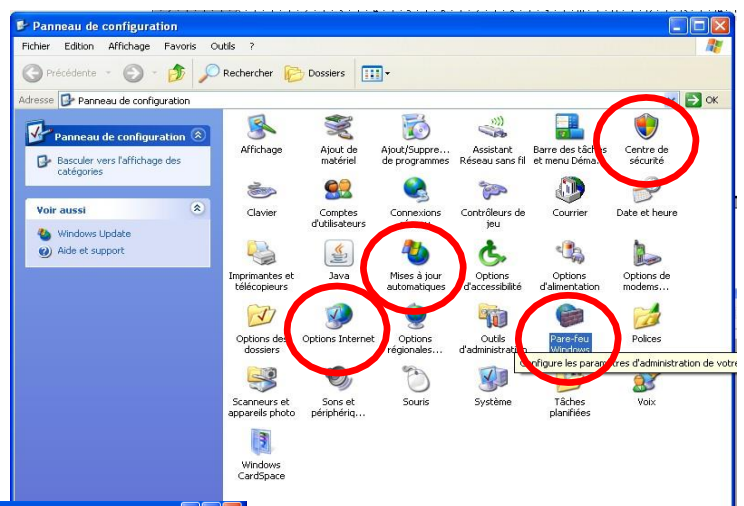 Panneau de configuration
Fichier Edition Affichage Favoris Outils ?
Précédente Rechercher Dossiers
Adresse Panneau de configuration OK
Panneau de configuration
Basculer vers l'affichage des
catégories
Voir aussi
Windows Update
Aide et support
Affichage
Ajout de
matériel
Ajout/Suppre...
de programmes
Assistant
Réseau sans fil
Barre des tâches
et menu Déma...
Centre de
sécurité
Clavier
Comptes
d'utilisateurs
Connexions
Contrôleurs de
jeu
Courrier
Date et heure
Imprimantes et
télécopieurs
Java
Mises à jour
automatiques
Options
d'accessibilité
Options
d'alimentation
Options de
modems...
Options des
dossiers
Options Internet
Options
régionales...
Outils
d'administration
Pare-feu
Windows
Polices
Configure les paramètres d'administration de votre
Scanneurs et
appareils photo
Sons et
périphériq...
Souris
Système
Tâches
planifiées
Voix
Windows
CardSpace